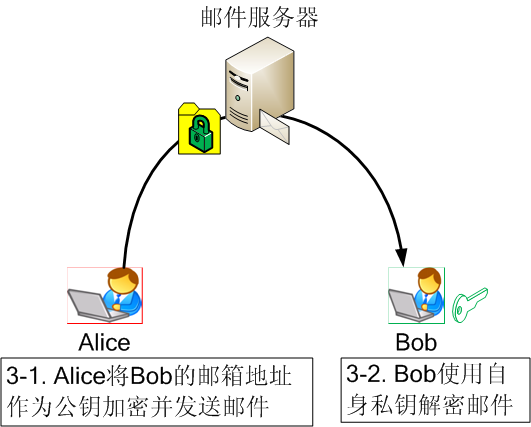 邮件服务器
Alice
Bob
3-1. Alice将Bob的邮箱地址
作为公钥加密并发送邮件
3-2. Bob使用自
身私钥解密邮件